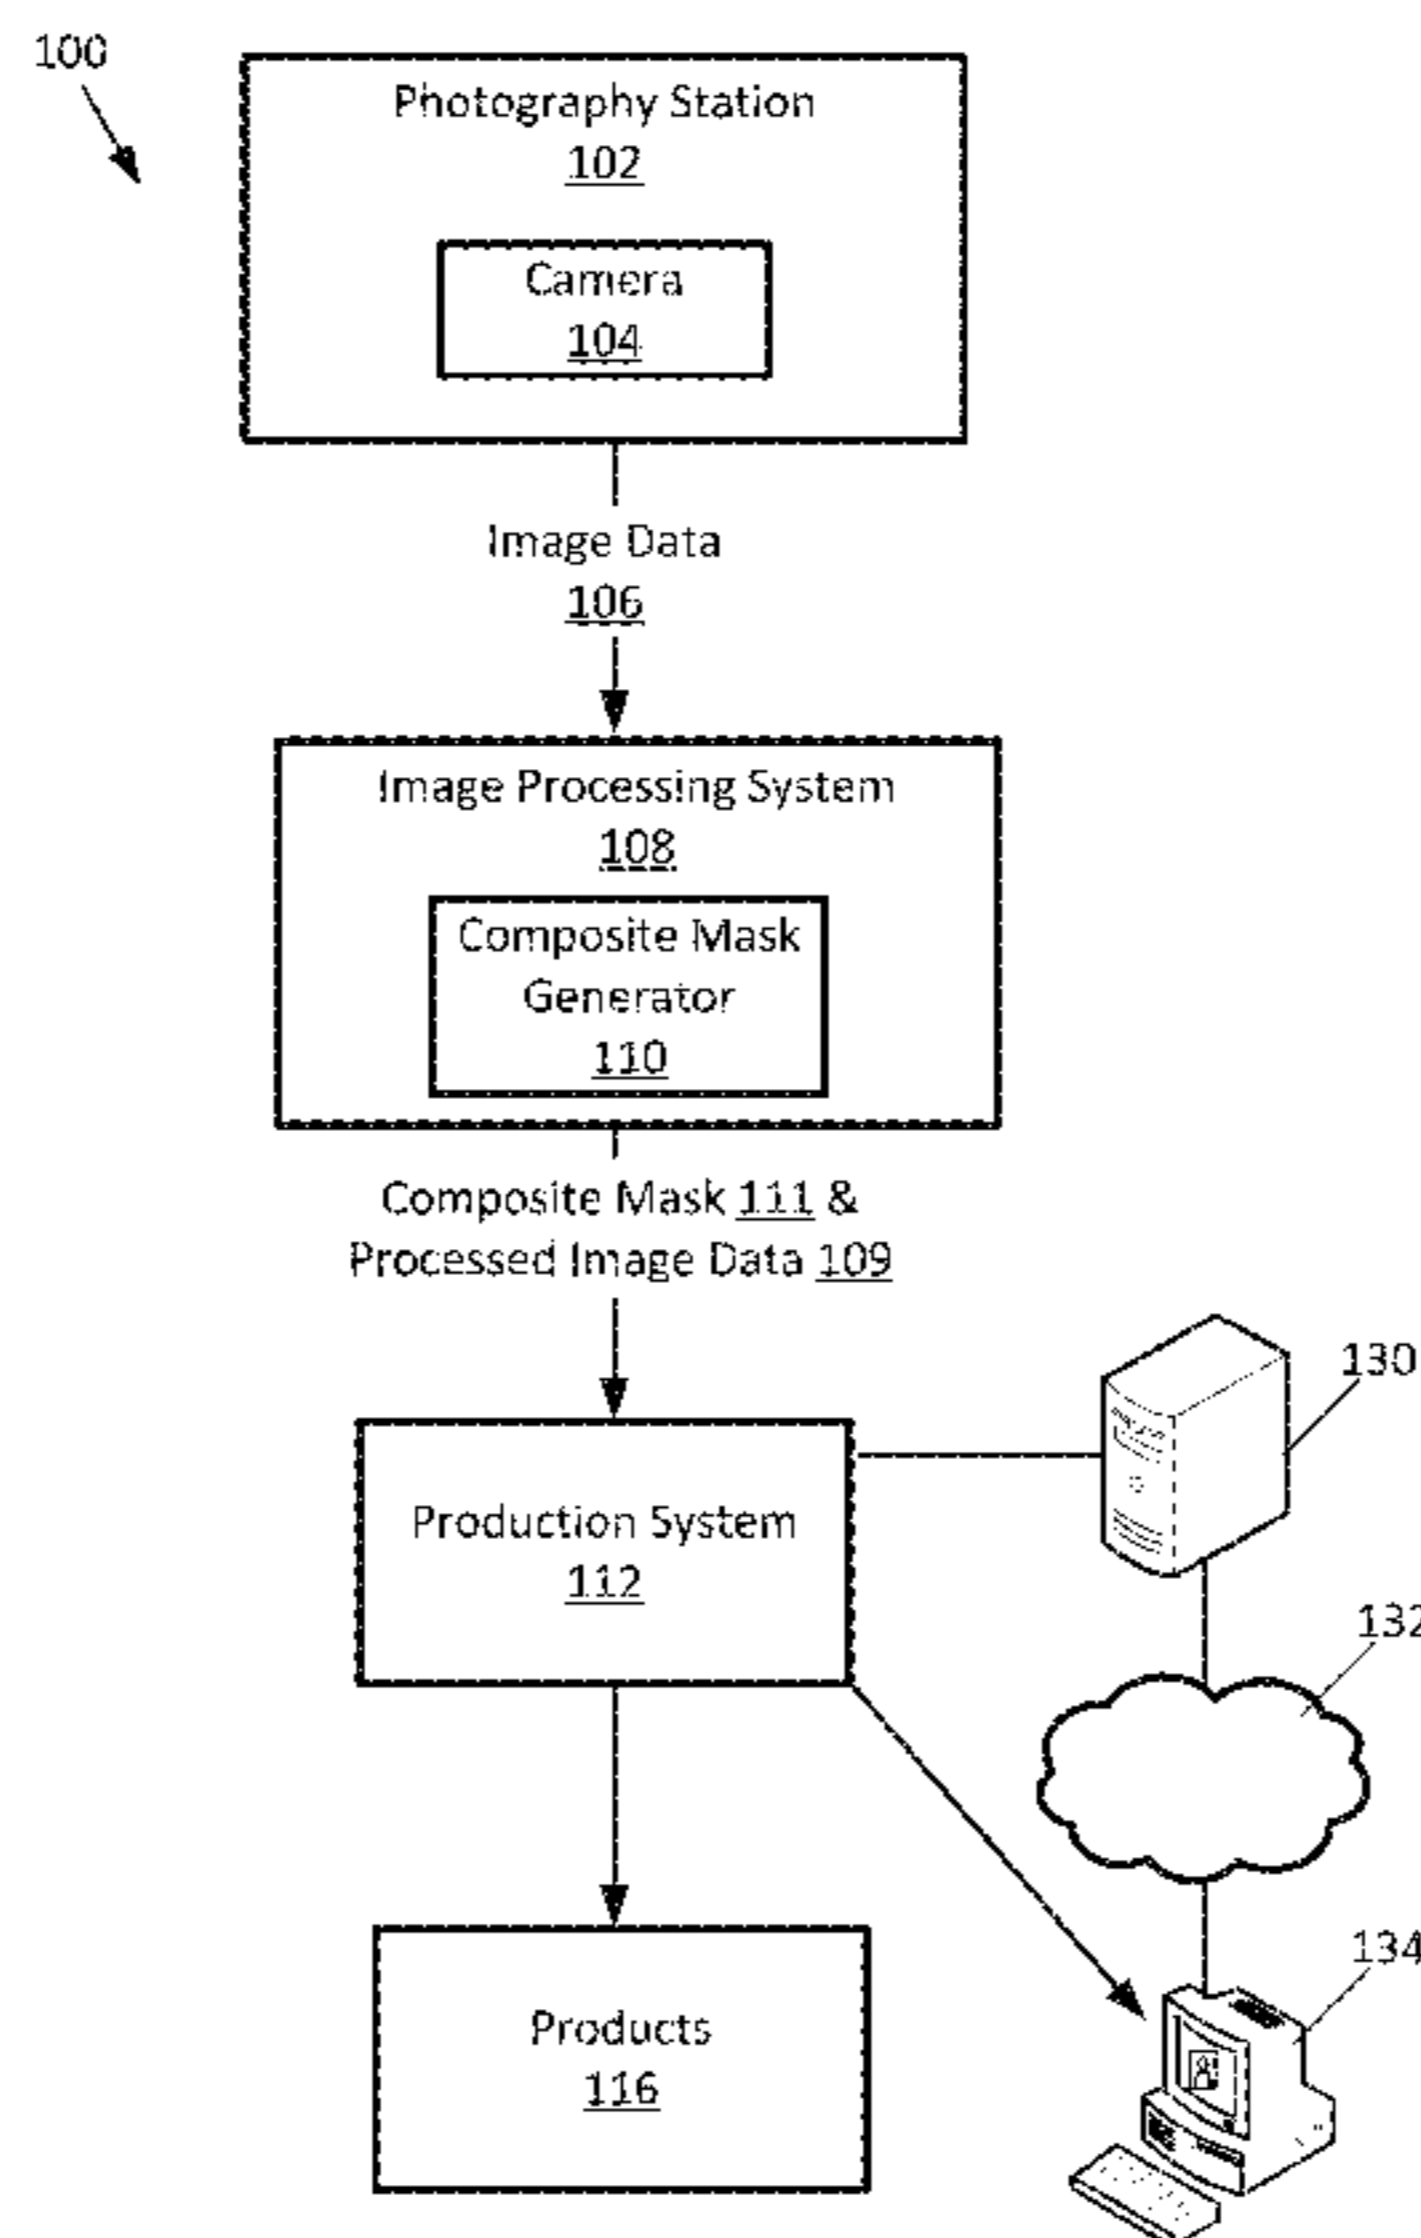 100
Photography Station
102
Camera
104
Image Data
106
Image Processing System
108
Composite Mask
Generator
110
Composite Mask 111 &
Processed Image Data 109
130
Production System
112
132
134
Products
116